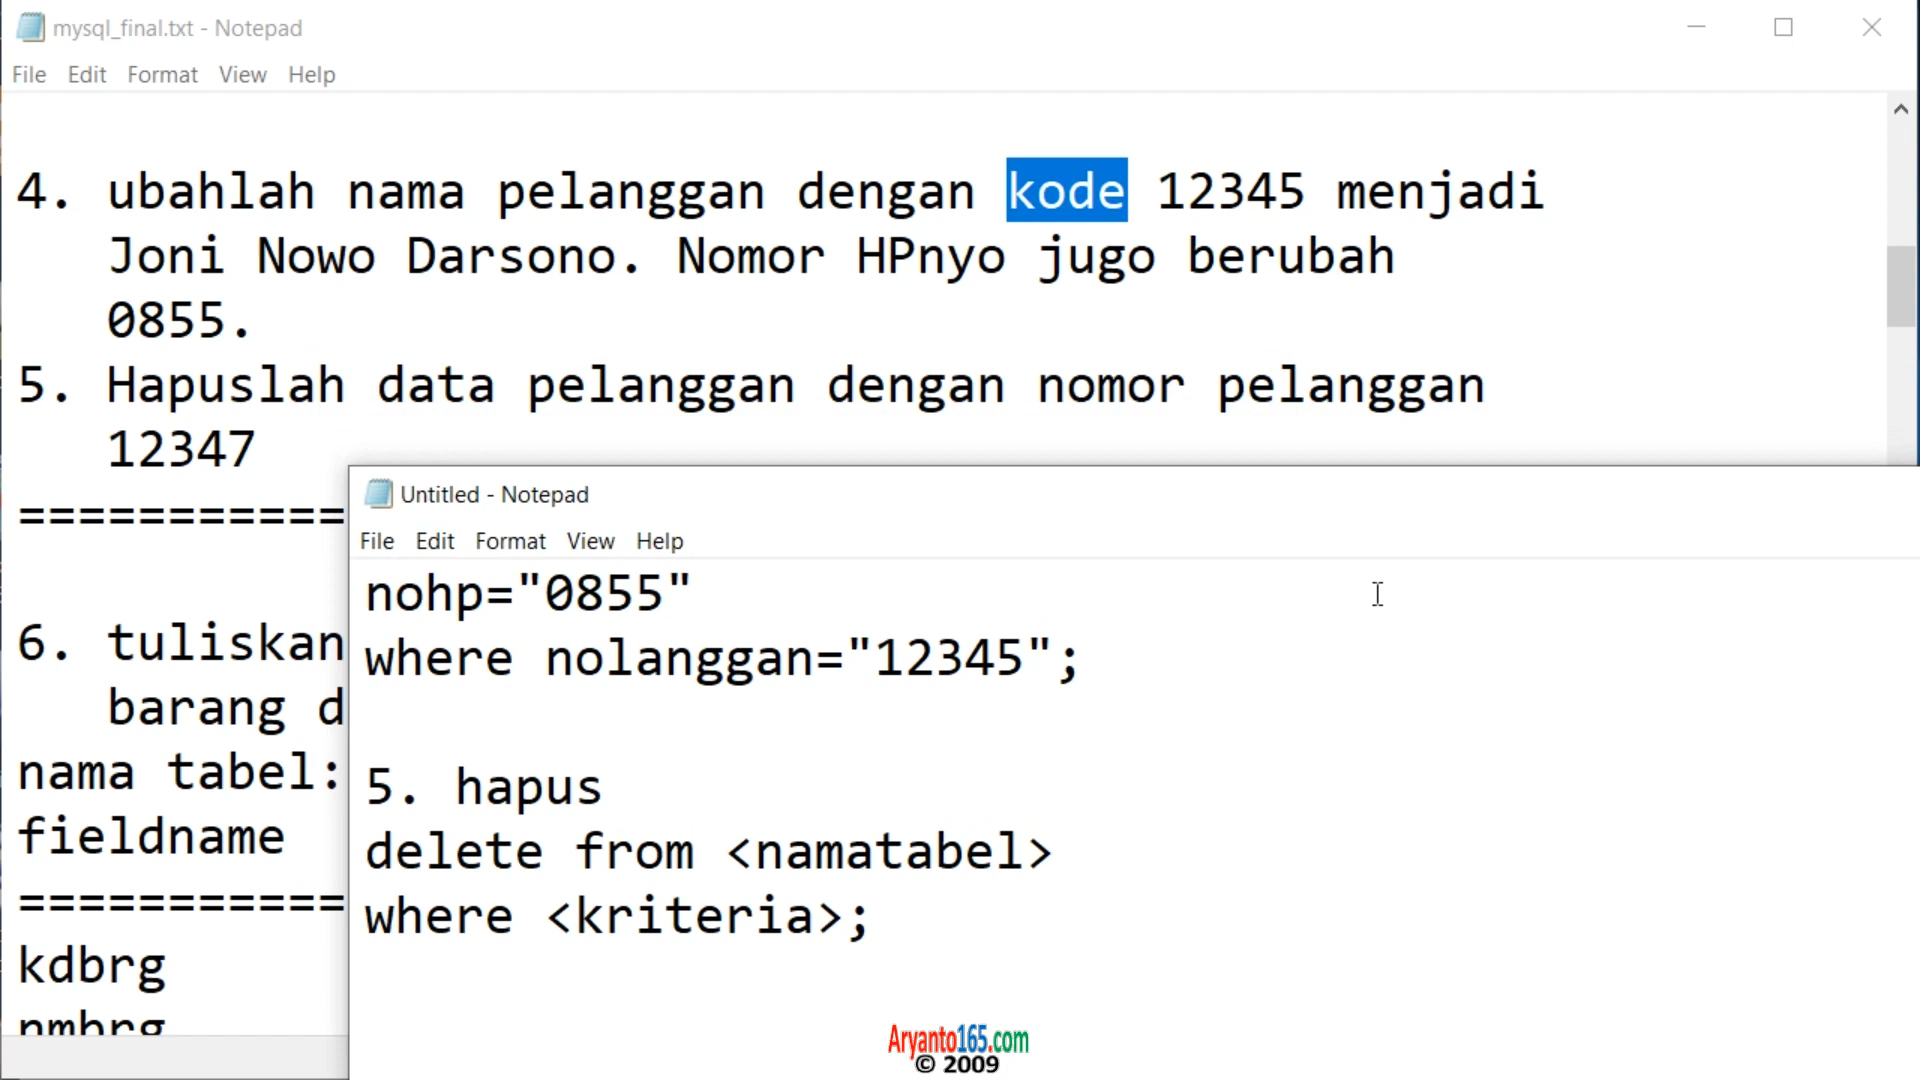 mysql_final.txt - Notepad
File Edit Format View Help
4. ubahlah nama pelanggan dengan kode 12345 menjadi
Joni Nowo Darsono. Nomor HPnyo jugo berubah
0855.
5. Hapuslah data pelanggan dengan nomor pelanggan
12347
===========
6. tuliskan
barang d
nama tabel:
fieldname
===========
kdbrg
nmbrg
Untitled - Notepad
File Edit Format View Help
nohp="0855"
where nolanggan="12345";
5. hapus
delete from <namatabel>
where <kriteria>;
Aryanto165.com
© 2009